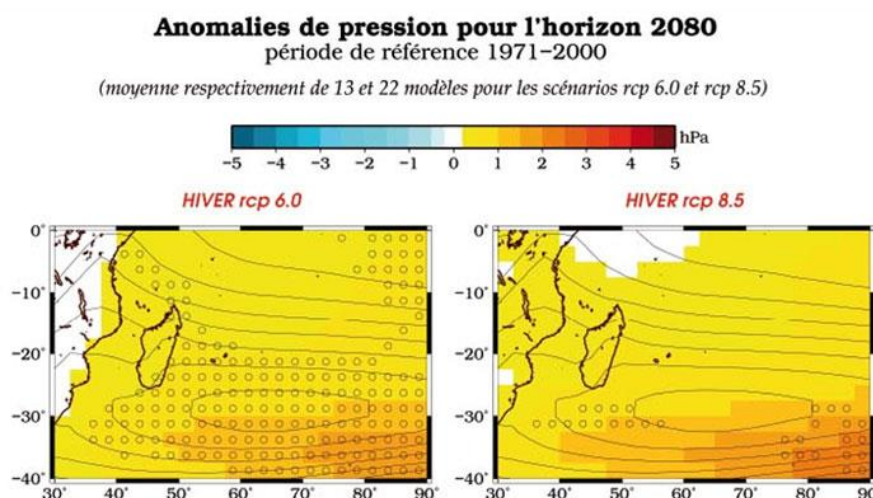 Anomalies de pression pour l'horizon 2080
période de référence 1971–2000
(moyenne respectivement de 13 et 22 modèles pour les scénarios rcp 6.0 et rcp 8.5)
hPa
−5 −4 −3 −2 −1 0 1 2 3 4 5
HIVER rcp 6.0
0°
−10°
−20°
−30°
−40°
30° 40° 50° 60° 70° 80° 90°
HIVER rcp 8.5
0°
−10°
−20°
−30°
−40°
30° 40° 50° 60° 70° 80° 90°